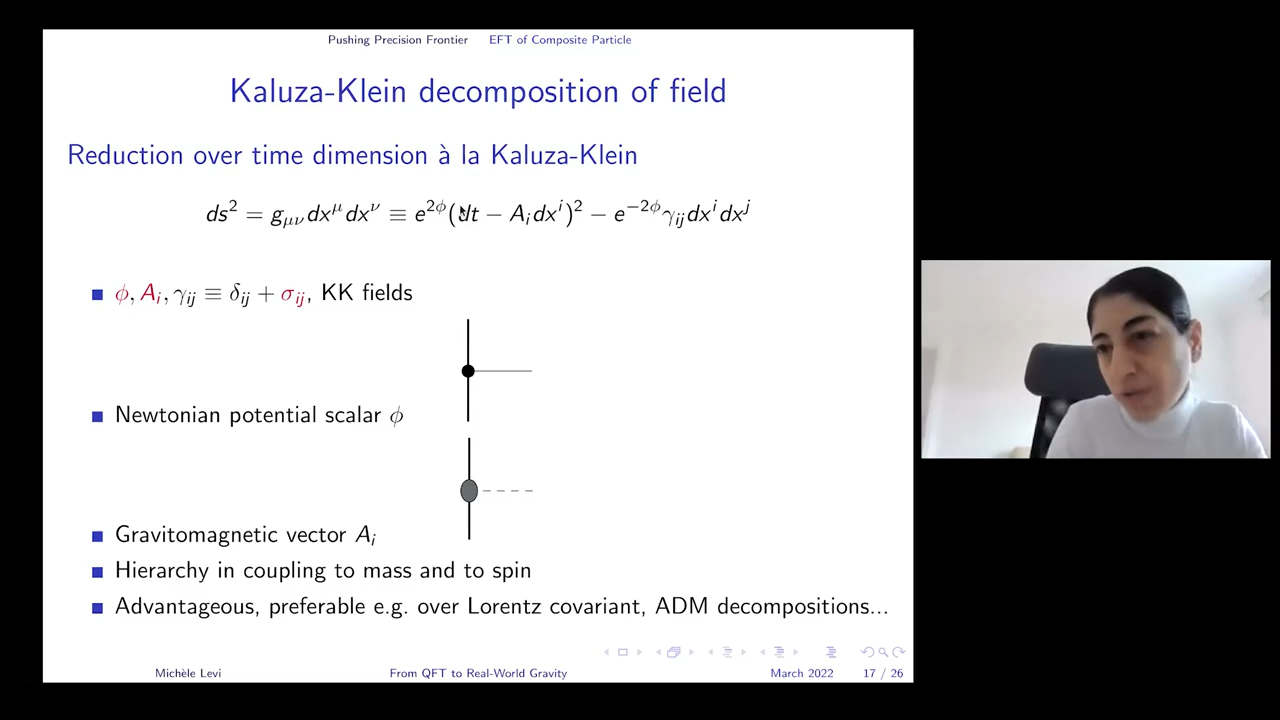 Pushing Precision Frontier EFT of Composite Particle
Kaluza-Klein decomposition of field
Reduction over time dimension à la Kaluza-Klein
ds² = g_{μν}dx^μdx^ν ≡ e^{2ϕ}(dt − A_i dx^i)² − e^{−2ϕ}γ_{ij}dx^i dx^j
ϕ, A_i, γ_{ij} ≡ δ_{ij} + σ_{ij}, KK fields
Newtonian potential scalar ϕ
Gravitomagnetic vector A_i
Hierarchy in coupling to mass and to spin
Advantageous, preferable e.g. over Lorentz covariant, ADM decompositions...
Michèle Levi From QFT to Real-World Gravity March 2022 17 / 26